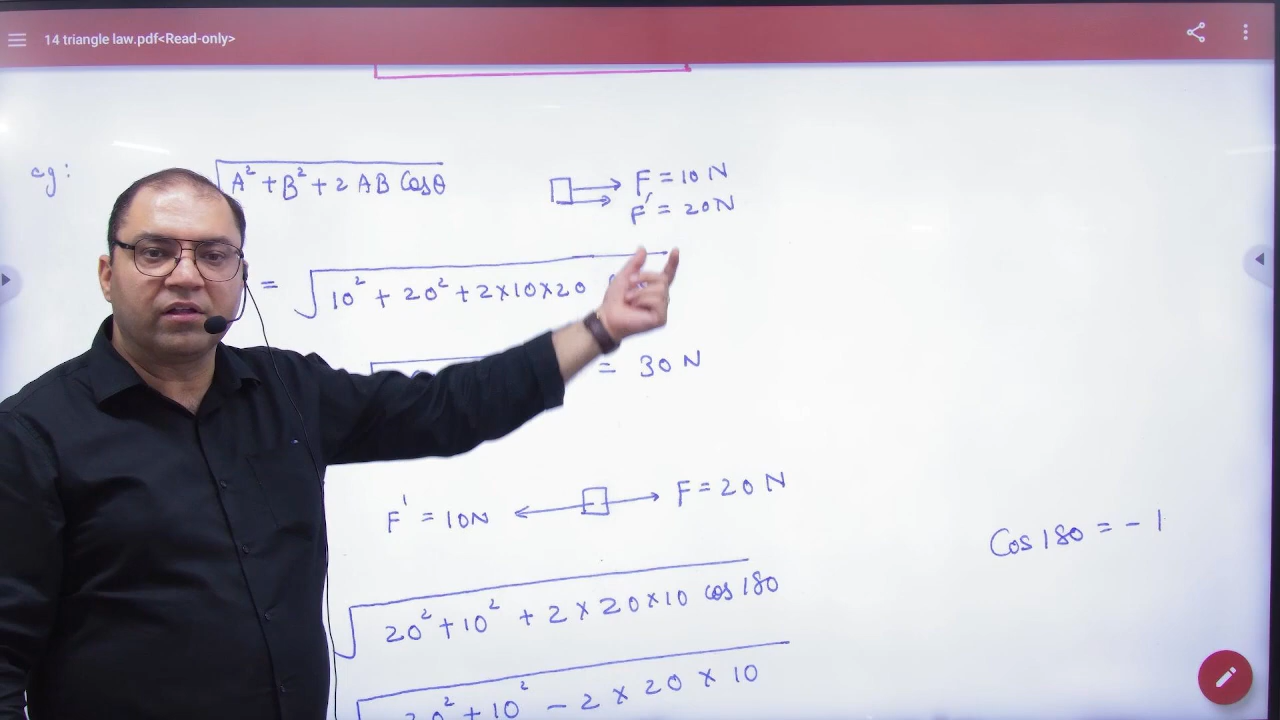 14 triangle law.pdf<Read-only>
eg: √A² + B² + 2 AB Cosθ
F = 10 N
F' = 20N
= √10² + 20² + 2×10×20
= 30 N
F' = 10N
F = 20 N
Cos 180 = - 1
√20² + 10² + 2 × 20×10 cos 180
+ 10² - 2 × 20 × 10